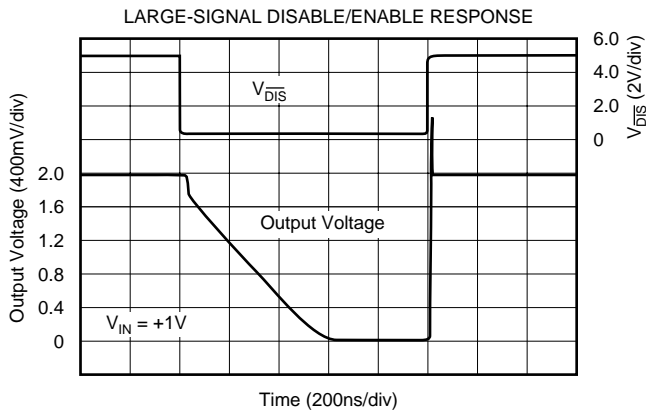 LARGE-SIGNAL DISABLE/ENABLE RESPONSE
6.0
4.0
2.0
0
V_DIS (2V/div)
V_DIS
Output Voltage (400mV/div)
2.0
1.6
1.2
0.8
0.4
0
Output Voltage
V_IN = +1V
Time (200ns/div)